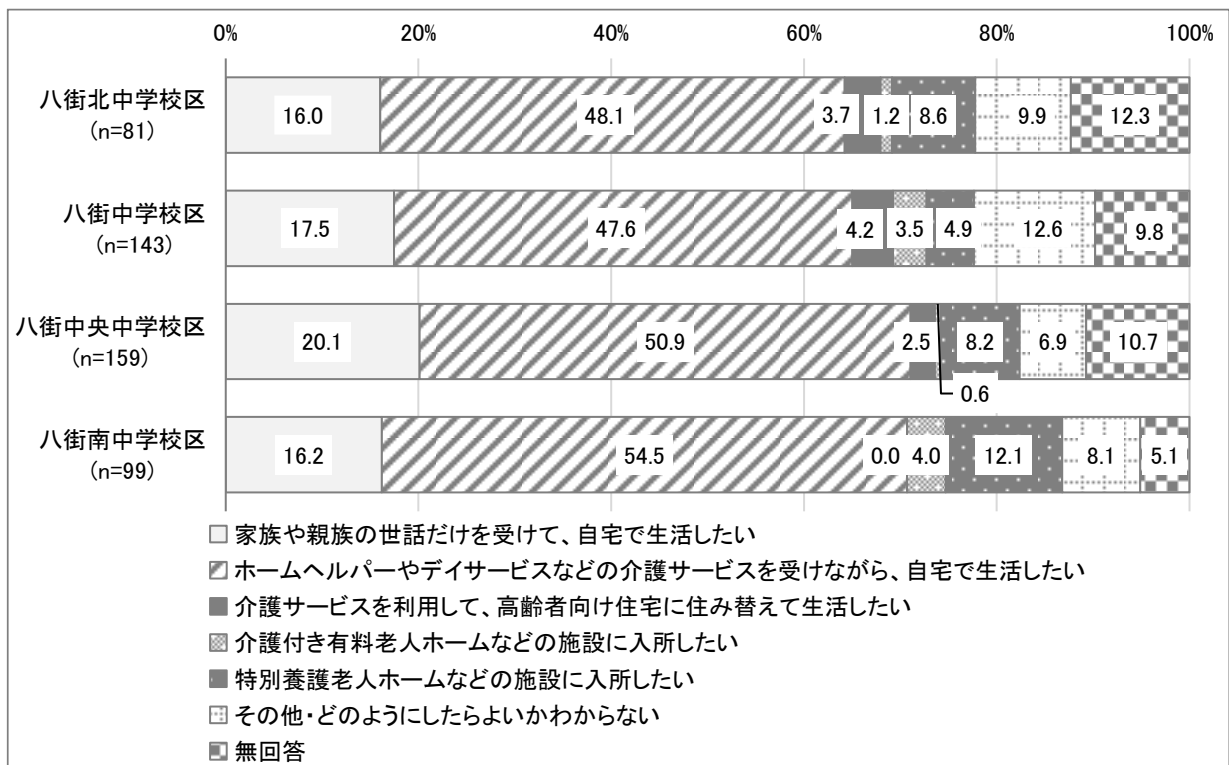 0% 20% 40% 60% 80% 100%
八街北中学校区
(n=81)
16.0 48.1 3.7 1.2 8.6 9.9 12.3
八街中学校区
(n=143)
17.5 47.6 4.2 3.5 4.9 12.6 9.8
八街中央中学校区
(n=159)
20.1 50.9 2.5 8.2 6.9 10.7
0.6
八街南中学校区
(n=99)
16.2 54.5 0.0 4.0 12.1 8.1 5.1
家族や親族の世話だけを受けて、自宅で生活したい
ホームヘルパーやデイサービスなどの介護サービスを受けながら、自宅で生活したい
介護サービスを利用して、高齢者向け住宅に住み替えて生活したい
介護付き有料老人ホームなどの施設に入所したい
特別養護老人ホームなどの施設に入所したい
その他・どのようにしたらよいかわからない
無回答